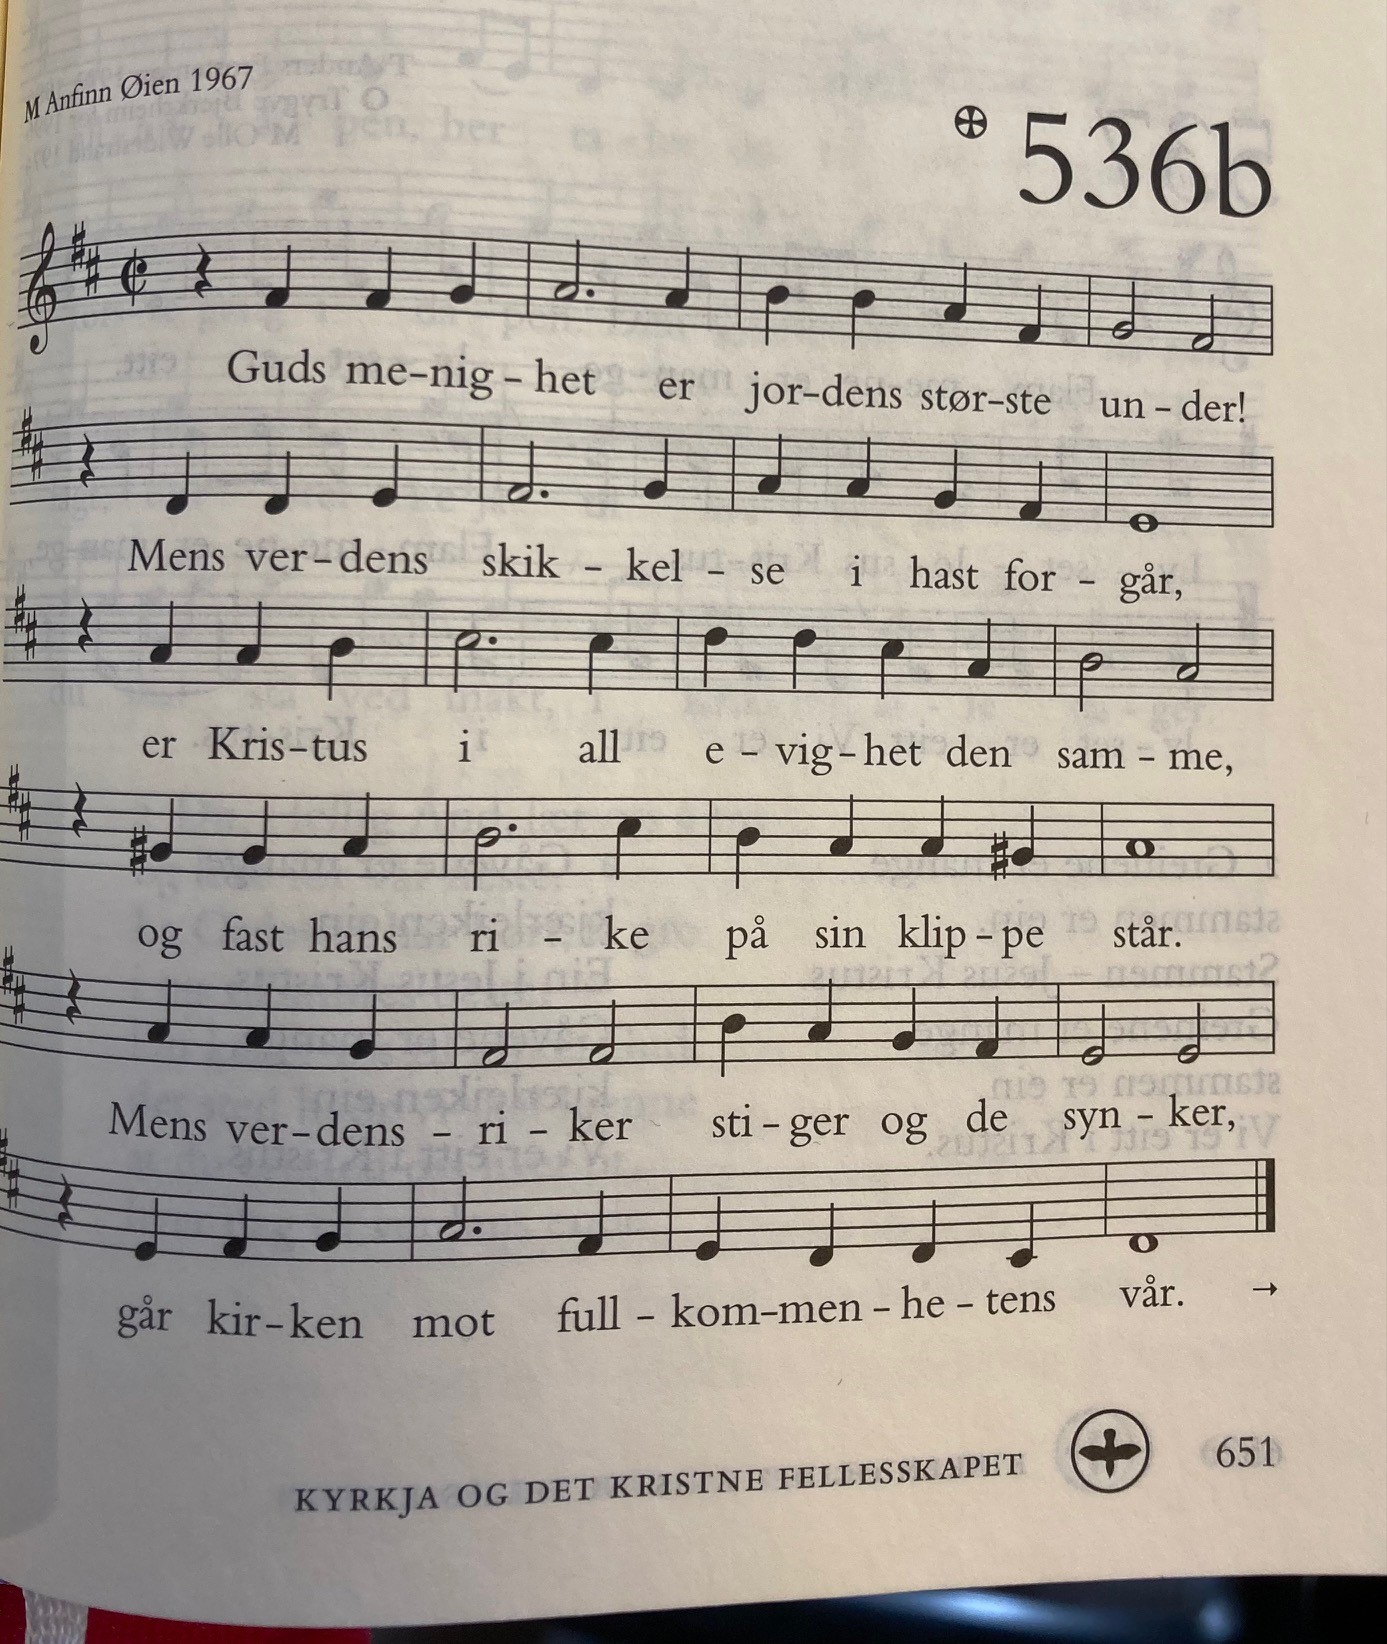 M Anfinn Øien 1967
⊕ 536b
Guds me–nig – het er jor–dens stør–ste un – der!
Mens ver–dens skik – kel – se i hast for – går,
er Kris–tus i all e – vig–het den sam – me,
og fast hans ri – ke på sin klip – pe står.
Mens ver–dens – ri – ker sti – ger og de syn – ker,
går kir–ken mot full – kom–men – he – tens vår. →
KYRKJA OG DET KRISTNE FELLESSKAPET 651